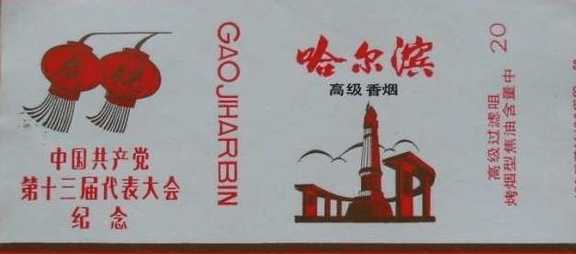 中国共产党
第十三届代表大会
纪念
GAOJIHARBIN
哈尔滨
高级香烟
20
高级过滤咀
烤烟型焦油含量中